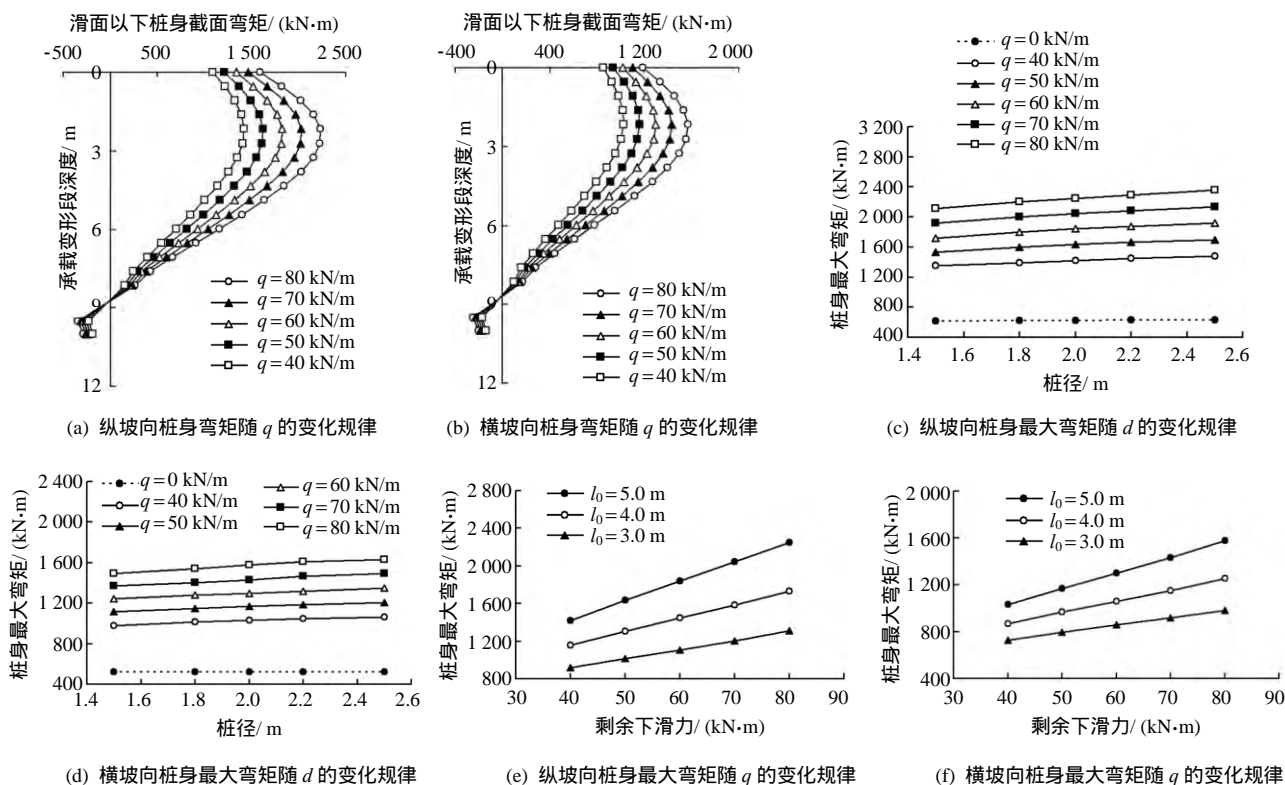 滑面以下桩身截面弯矩/ (kN·m)
-500 500 1 500 2 500
0
3
6
9
12
承载变形段深度/ m
q=80 kN/m
q=70 kN/m
q=60 kN/m
q=50 kN/m
q=40 kN/m
(a) 纵坡向桩身弯矩随 q 的变化规律
滑面以下桩身截面弯矩/ (kN·m)
-400 400 1 200 2 000
0
3
6
9
12
承载变形段深度/ m
q=80 kN/m
q=70 kN/m
q=60 kN/m
q=50 kN/m
q=40 kN/m
(b) 横坡向桩身弯矩随 q 的变化规律
q=0 kN/m
q=40 kN/m
q=50 kN/m
q=60 kN/m
q=70 kN/m
q=80 kN/m
3 200
2 800
2 400
2 000
1 600
1 200
800
400
桩身最大弯矩/ (kN·m)
1.4 1.6 1.8 2.0 2.2 2.4 2.6
桩径/ m
(c) 纵坡向桩身最大弯矩随 d 的变化规律
2 400
2 000
1 600
1 200
800
400
桩身最大弯矩/ (kN·m)
q=0 kN/m
q=40 kN/m
q=50 kN/m
q=60 kN/m
q=70 kN/m
q=80 kN/m
1.4 1.6 1.8 2.0 2.2 2.4 2.6
桩径/ m
(d) 横坡向桩身最大弯矩随 d 的变化规律
2 800
2 400
2 000
1 600
1 200
800
桩身最大弯矩/ (kN·m)
l0=5.0 m
l0=4.0 m
l0=3.0 m
30 40 50 60 70 80 90
剩余下滑力/ (kN·m)
(e) 纵坡向桩身最大弯矩随 q 的变化规律
2 000
1 600
1 200
800
400
桩身最大弯矩/ (kN·m)
l0=5.0 m
l0=4.0 m
l0=3.0 m
30 40 50 60 70 80 90
剩余下滑力/ (kN·m)
(f) 横坡向桩身最大弯矩随 q 的变化规律